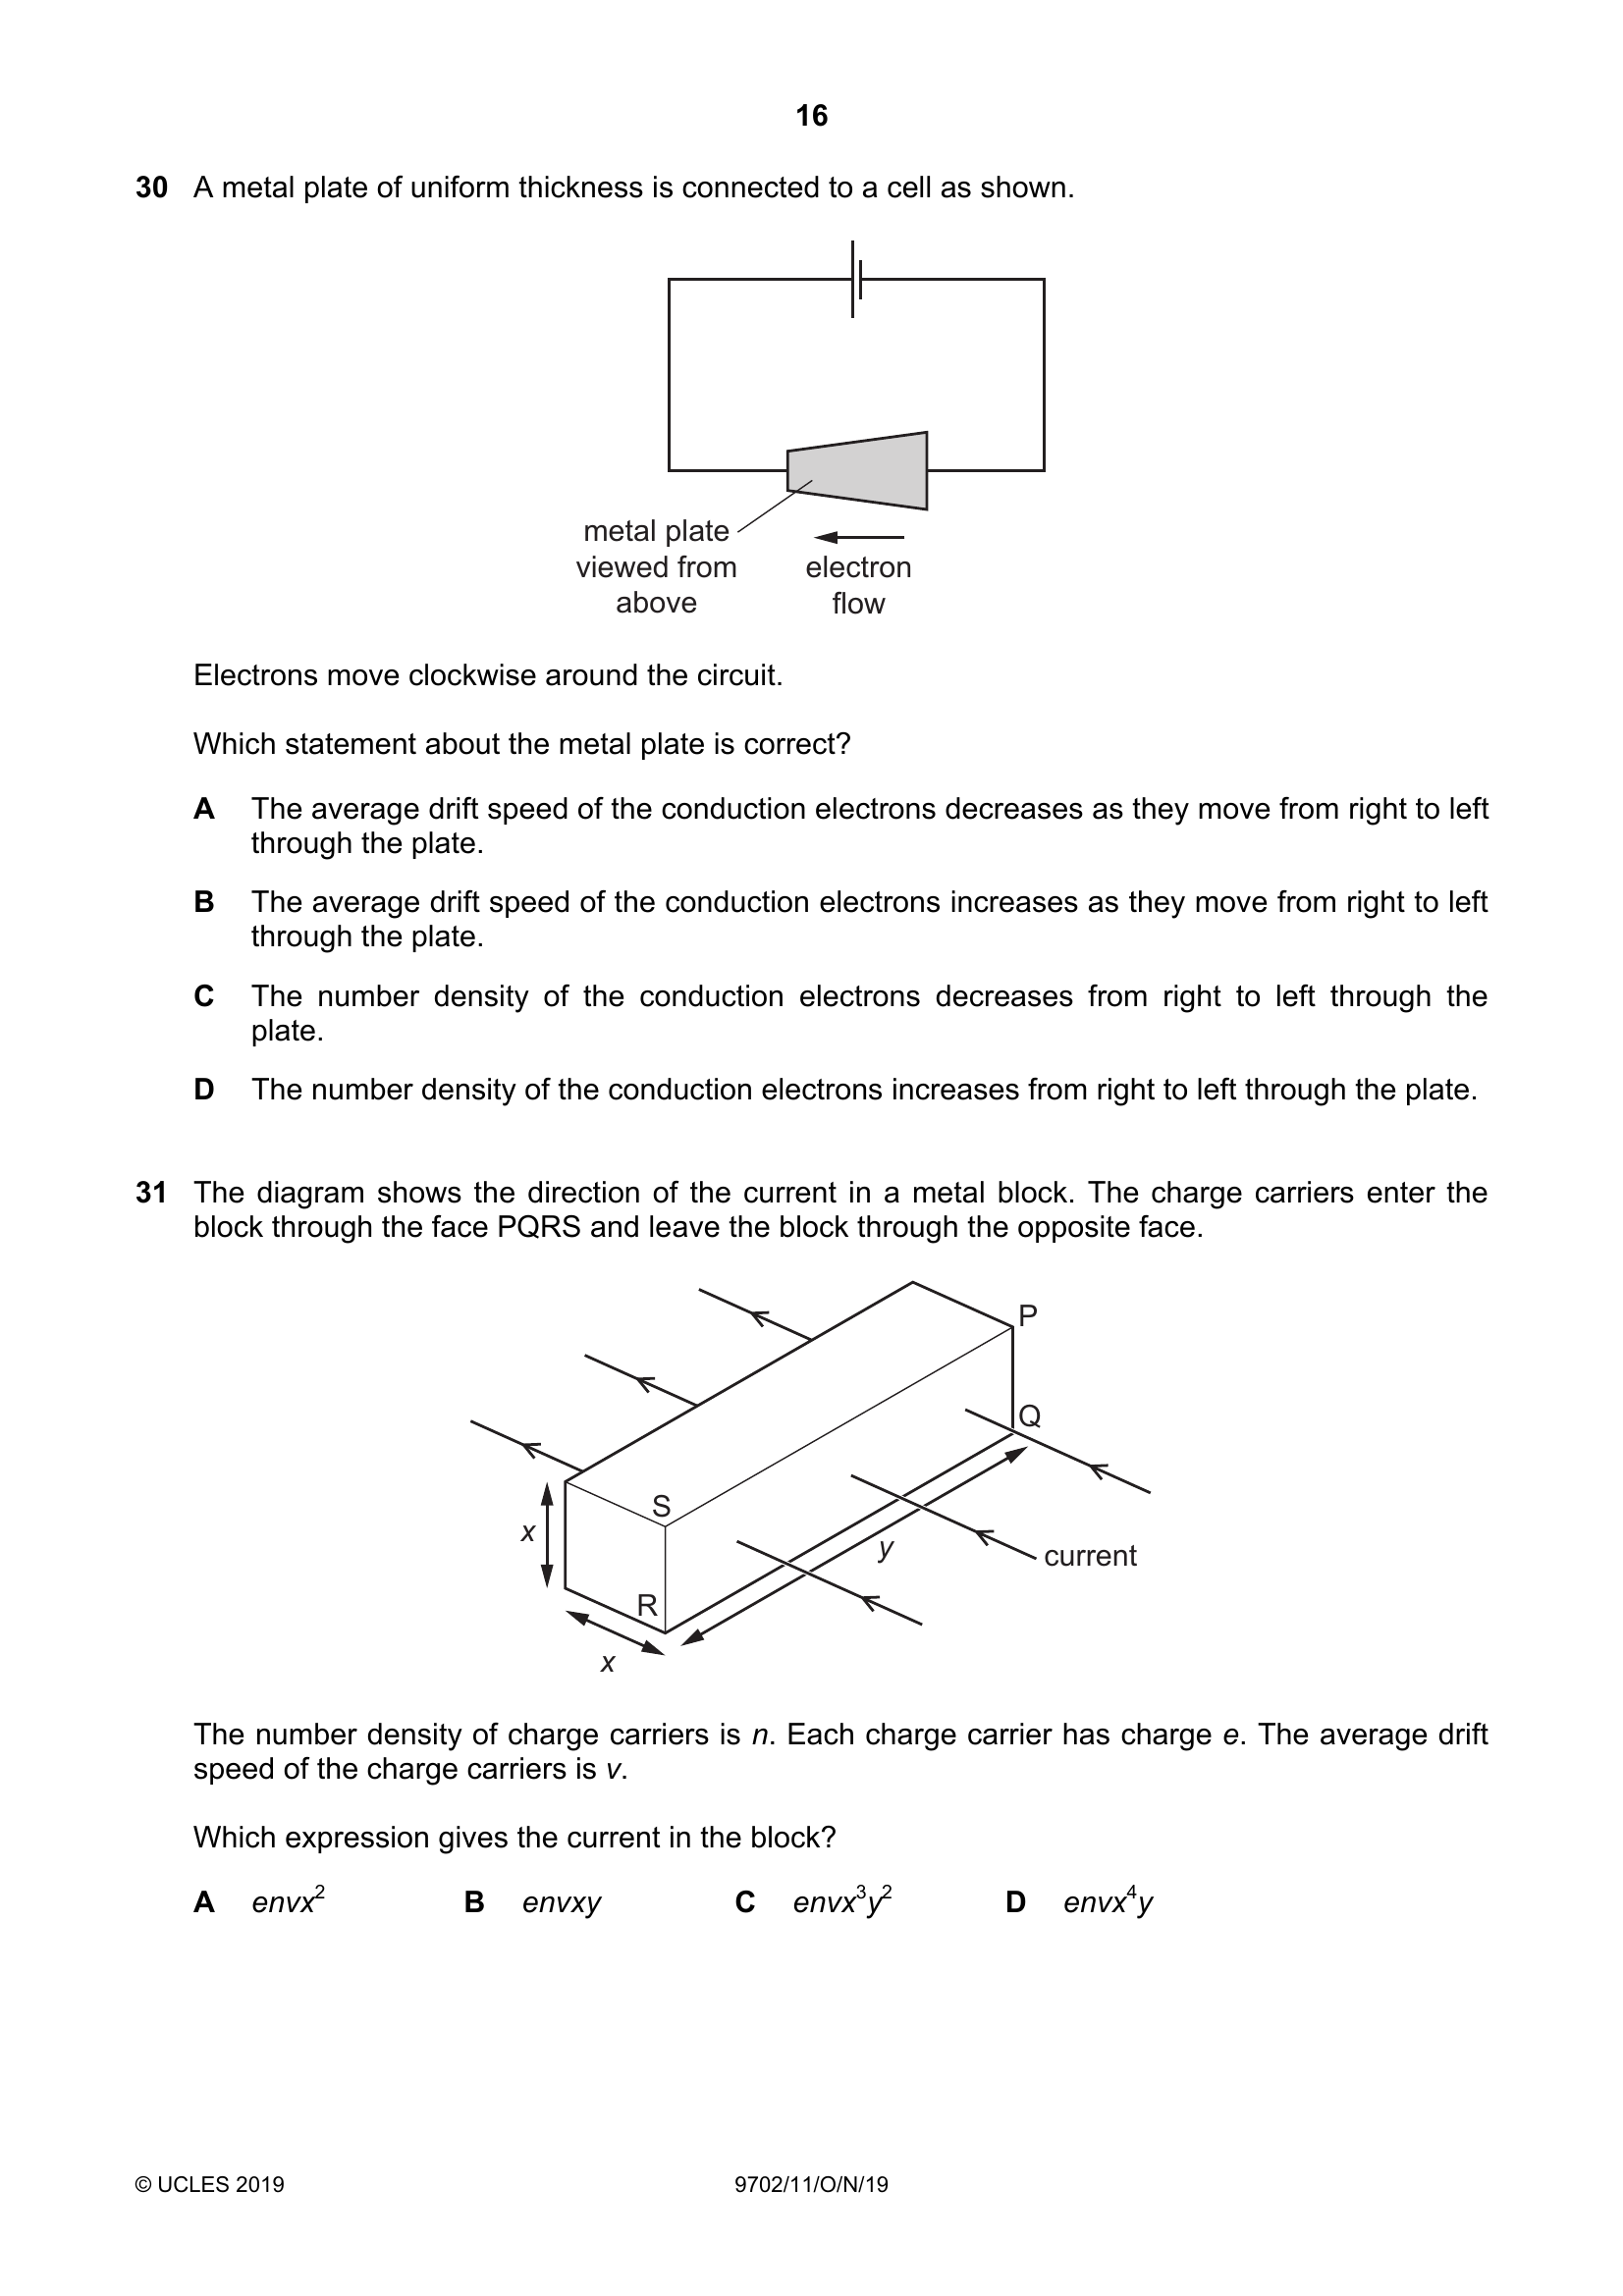 16
30 A metal plate of uniform thickness is connected to a cell as shown.
metal plate
viewed from
above
electron
flow
Electrons move clockwise around the circuit.
Which statement about the metal plate is correct?
A The average drift speed of the conduction electrons decreases as they move from right to left
through the plate.
B The average drift speed of the conduction electrons increases as they move from right to left
through the plate.
C The number density of the conduction electrons decreases from right to left through the
plate.
D The number density of the conduction electrons increases from right to left through the plate.
31 The diagram shows the direction of the current in a metal block. The charge carriers enter the
block through the face PQRS and leave the block through the opposite face.
P
Q
S
x
y
current
R
x
The number density of charge carriers is n. Each charge carrier has charge e. The average drift
speed of the charge carriers is v.
Which expression gives the current in the block?
A envx² B envxy C envx³y² D envx⁴y
© UCLES 2019 9702/11/O/N/19